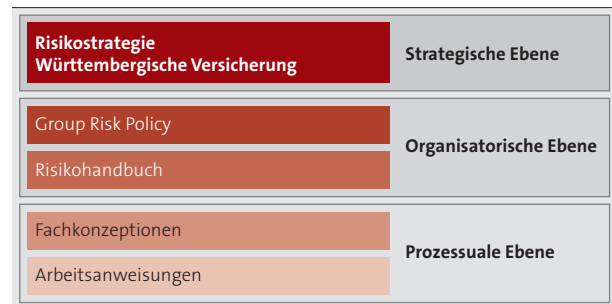 Risikostrategie
Württembergische Versicherung
Strategische Ebene
Group Risk Policy
Risikohandbuch
Organisatorische Ebene
Fachkonzeptionen
Arbeitsanweisungen
Prozessuale Ebene